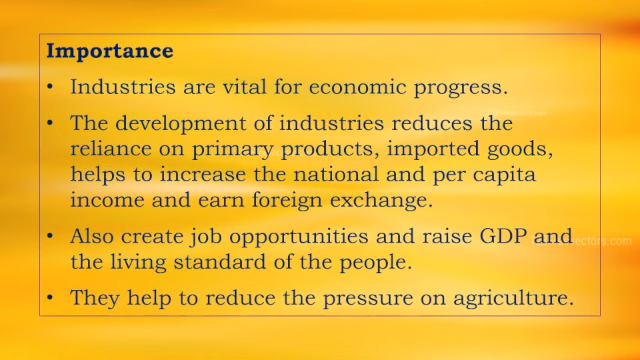 Importance
• Industries are vital for economic progress.
• The development of industries reduces the
reliance on primary products, imported goods,
helps to increase the national and per capita
income and earn foreign exchange.
• Also create job opportunities and raise GDP and
the living standard of the people.
• They help to reduce the pressure on agriculture.